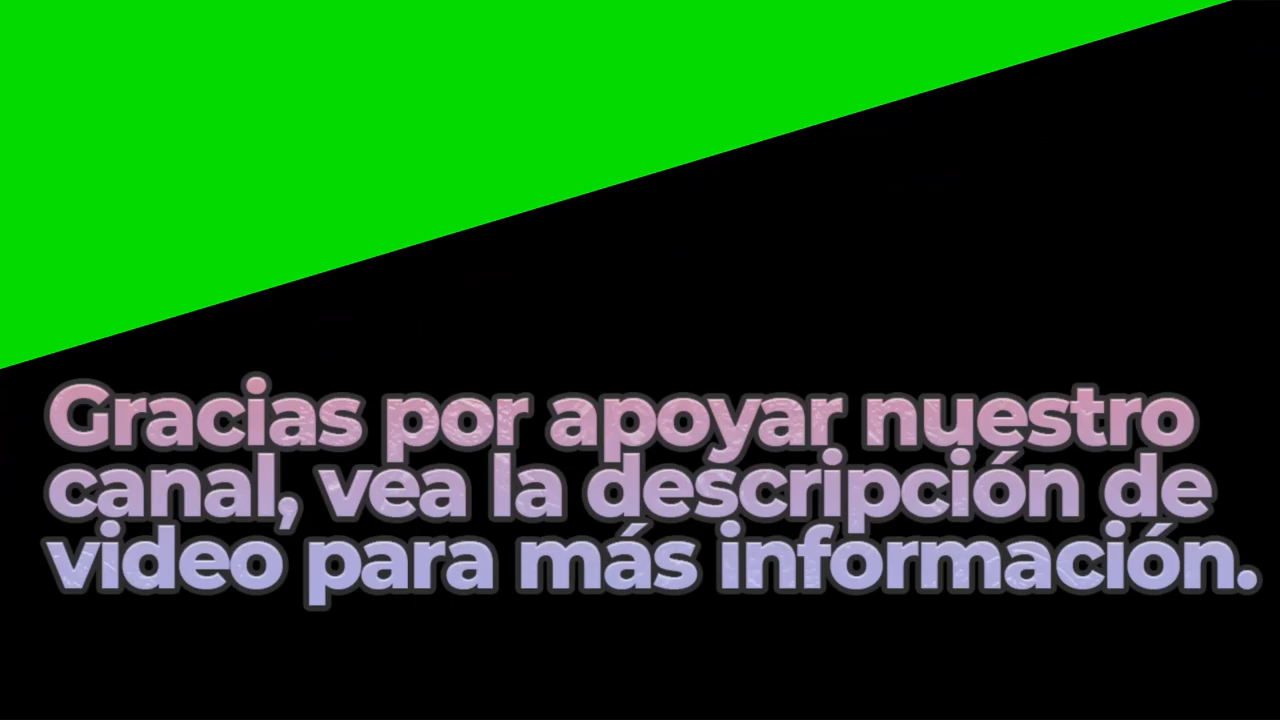 Gracias por apoyar nuestro
canal, vea la descripción de
video para más información.